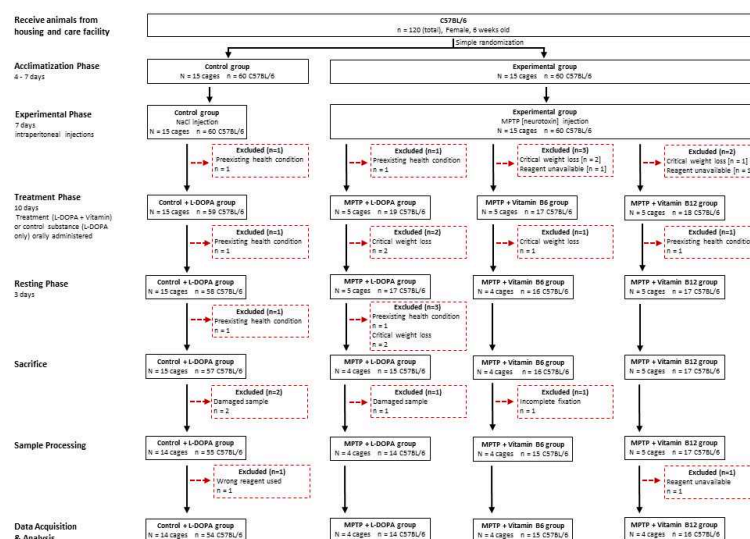 Receive animals from
housing and care facility
C57BL/6
n = 120 (total), Female, 6 weeks old
Simple randomization
Acclimatization Phase
4 - 7 days
Control group
N = 15 cages n = 60 C57BL/6
Experimental group
N = 15 cages n = 60 C57BL/6
Experimental Phase
7 days
intraperitoneal injections
Control group
NaCl injection
N = 15 cages n = 60 C57BL/6
Experimental group
MPTP [neurotoxin] injection
N = 15 cages n = 60 C57BL/6
Excluded (n=1)
Preexisting health condition
n = 1
Excluded (n=1)
Preexisting health condition
n = 1
Excluded (n=3)
Critical weight loss [n = 2]
Reagent unavailable [n = 1]
Excluded (n=2)
Critical weight loss [n = 1]
Reagent unavailable [n = 1
Treatment Phase
10 days
Treatment (L-DOPA + Vitamin)
or control substance (L-DOPA
only) orally administered
Control + L-DOPA group
N = 15 cages n = 59 C57BL/6
MPTP + L-DOPA group
N = 5 cages n = 19 C57BL/6
MPTP + Vitamin B6 group
N = 5 cages n = 17 C57BL/6
MPTP + Vitamin B12 group
N = 5 cages n = 18 C57BL/6
Excluded (n=1)
Preexisting health condition
n = 1
Excluded (n=2)
Critical weight loss
n = 2
Excluded (n=1)
Critical weight loss
n = 1
Excluded (n=1)
Preexisting health conditio
n = 1
Resting Phase
3 days
Control + L-DOPA group
N = 15 cages n = 58 C57BL/6
MPTP + L-DOPA group
N = 5 cages n = 17 C57BL/6
MPTP + Vitamin B6 group
N = 4 cages n = 16 C57BL/6
MPTP + Vitamin B12 group
N = 5 cages n = 17 C57BL/6
Excluded (n=1)
Preexisting health condition
n = 1
Excluded (n=3)
Preexisting health condition
n = 1
Critical weight loss
n = 2
Sacrifice
Control + L-DOPA group
N = 15 cages n = 57 C57BL/6
MPTP + L-DOPA group
N = 4 cages n = 15 C57BL/6
MPTP + Vitamin B6 group
N = 4 cages n = 16 C57BL/6
MPTP + Vitamin B12 group
N = 5 cages n = 17 C57BL/6
Excluded (n=2)
Damaged sample
n = 2
Excluded (n=1)
Damaged sample
n = 1
Excluded (n=1)
Incomplete fixation
n = 1
Sample Processing
Control + L-DOPA group
N = 14 cages n = 55 C57BL/6
MPTP + L-DOPA group
N = 4 cages n = 14 C57BL/6
MPTP + Vitamin B6 group
N = 4 cages n = 15 C57BL/6
MPTP + Vitamin B12 group
N = 5 cages n = 17 C57BL/6
Excluded (n=1)
Wrong reagent used
n = 1
Excluded (n=1)
Reagent unavailable
n = 1
Data Acquisition
& Analysis
Control + L-DOPA group
N = 14 cages n = 54 C57BL/6
MPTP + L-DOPA group
N = 4 cages n = 14 C57BL/6
MPTP + Vitamin B6 group
N = 4 cages n = 15 C57BL/6
MPTP + Vitamin B12 group
N = 4 cages n = 16 C57BL/6